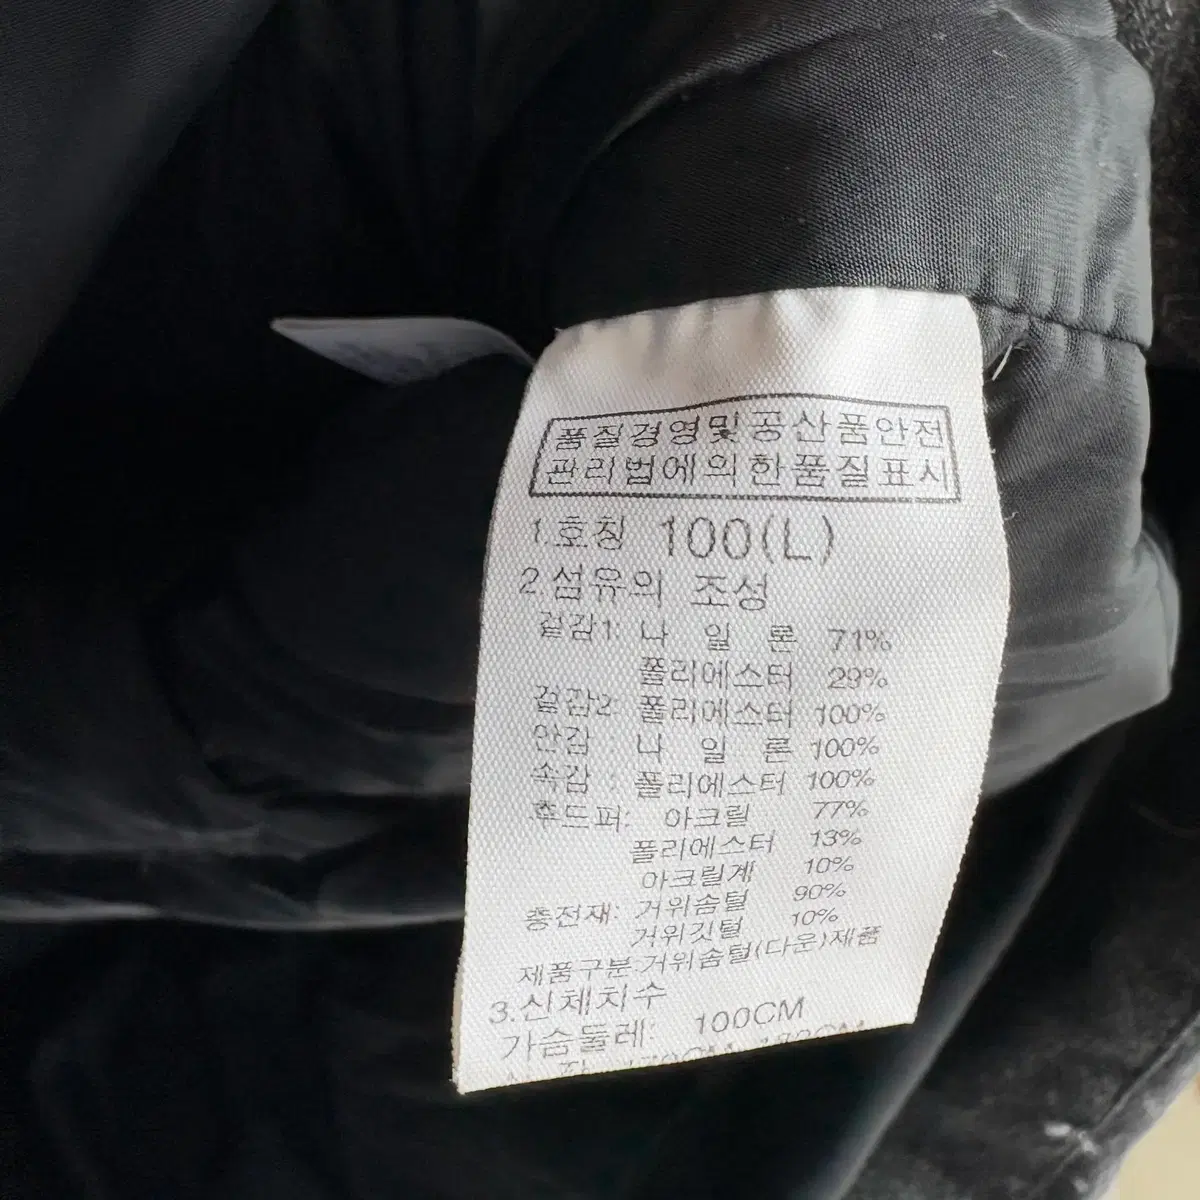 품질경영및공산품안전
관리법에의한품질표시
1.호칭 100(L)
2.섬유의 조성
겉감1: 나 일 론 71%
폴리에스터 29%
겉감2: 폴리에스터 100%
안감 : 나 일 론 100%
속감 : 폴리에스터 100%
후드퍼: 아크릴 77%
폴리에스터 13%
아크릴계 10%
충전재: 거위솜털 90%
거위깃털 10%
제품구분:거위솜털(다운)제품
3.신체치수
가슴둘레: 100CM